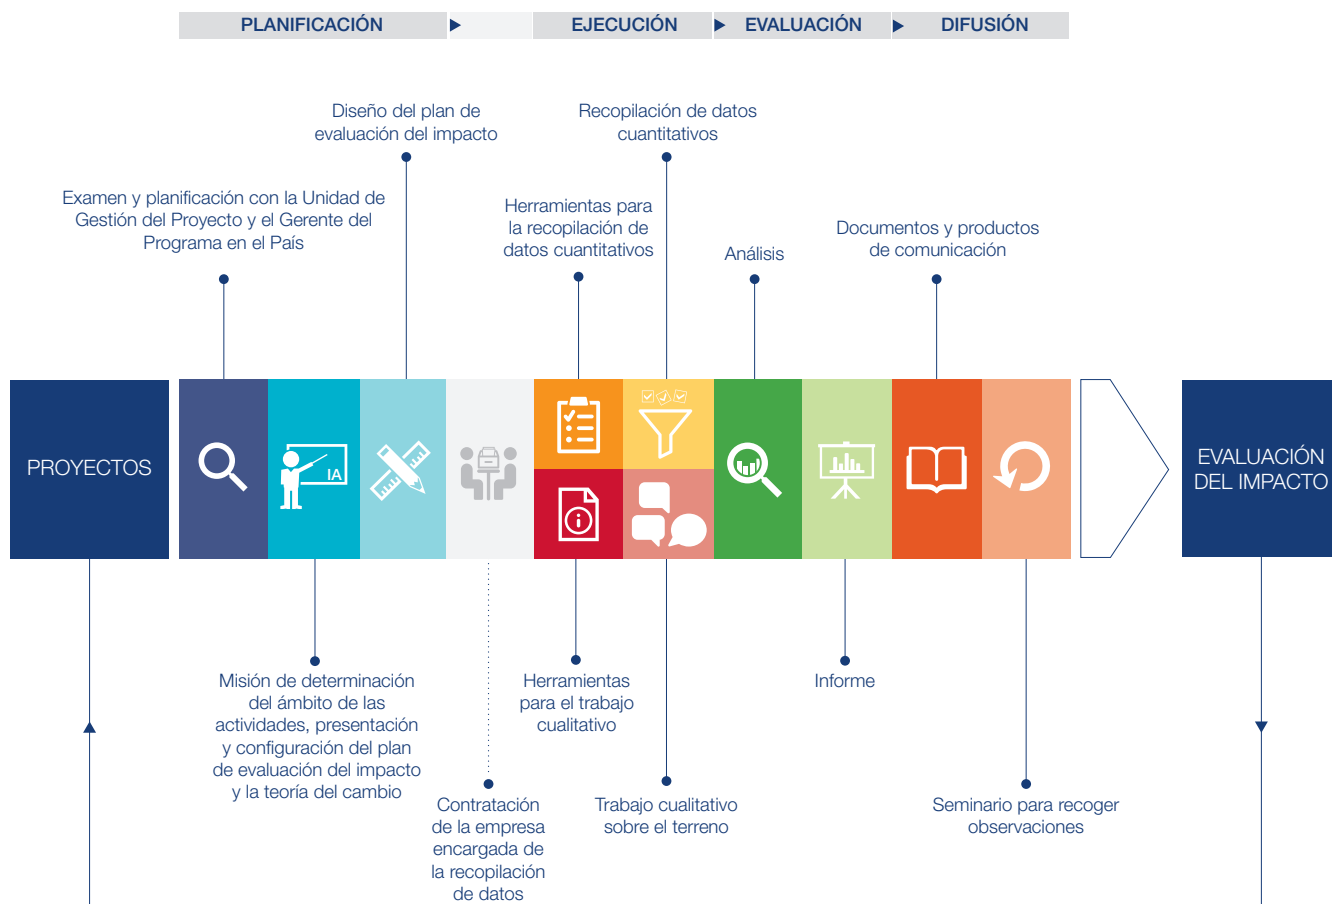 PLANIFICACIÓN
EJECUCIÓN
EVALUACIÓN
DIFUSIÓN
Diseño del plan de
evaluación del impacto
Recopilación de datos
cuantitativos
Examen y planificación con la Unidad de
Gestión del Proyecto y el Gerente del
Programa en el País
Herramientas para
la recopilación de
datos cuantitativos
Análisis
Documentos y productos
de comunicación
PROYECTOS
IA
EVALUACIÓN
DEL IMPACTO
Misión de determinación
del ámbito de las
actividades, presentación
y configuración del plan
de evaluación del impacto
y la teoría del cambio
Herramientas
para el trabajo
cualitativo
Informe
Contratación
de la empresa
encargada de
la recopilación
de datos
Trabajo cualitativo
sobre el terreno
Seminario para recoger
observaciones